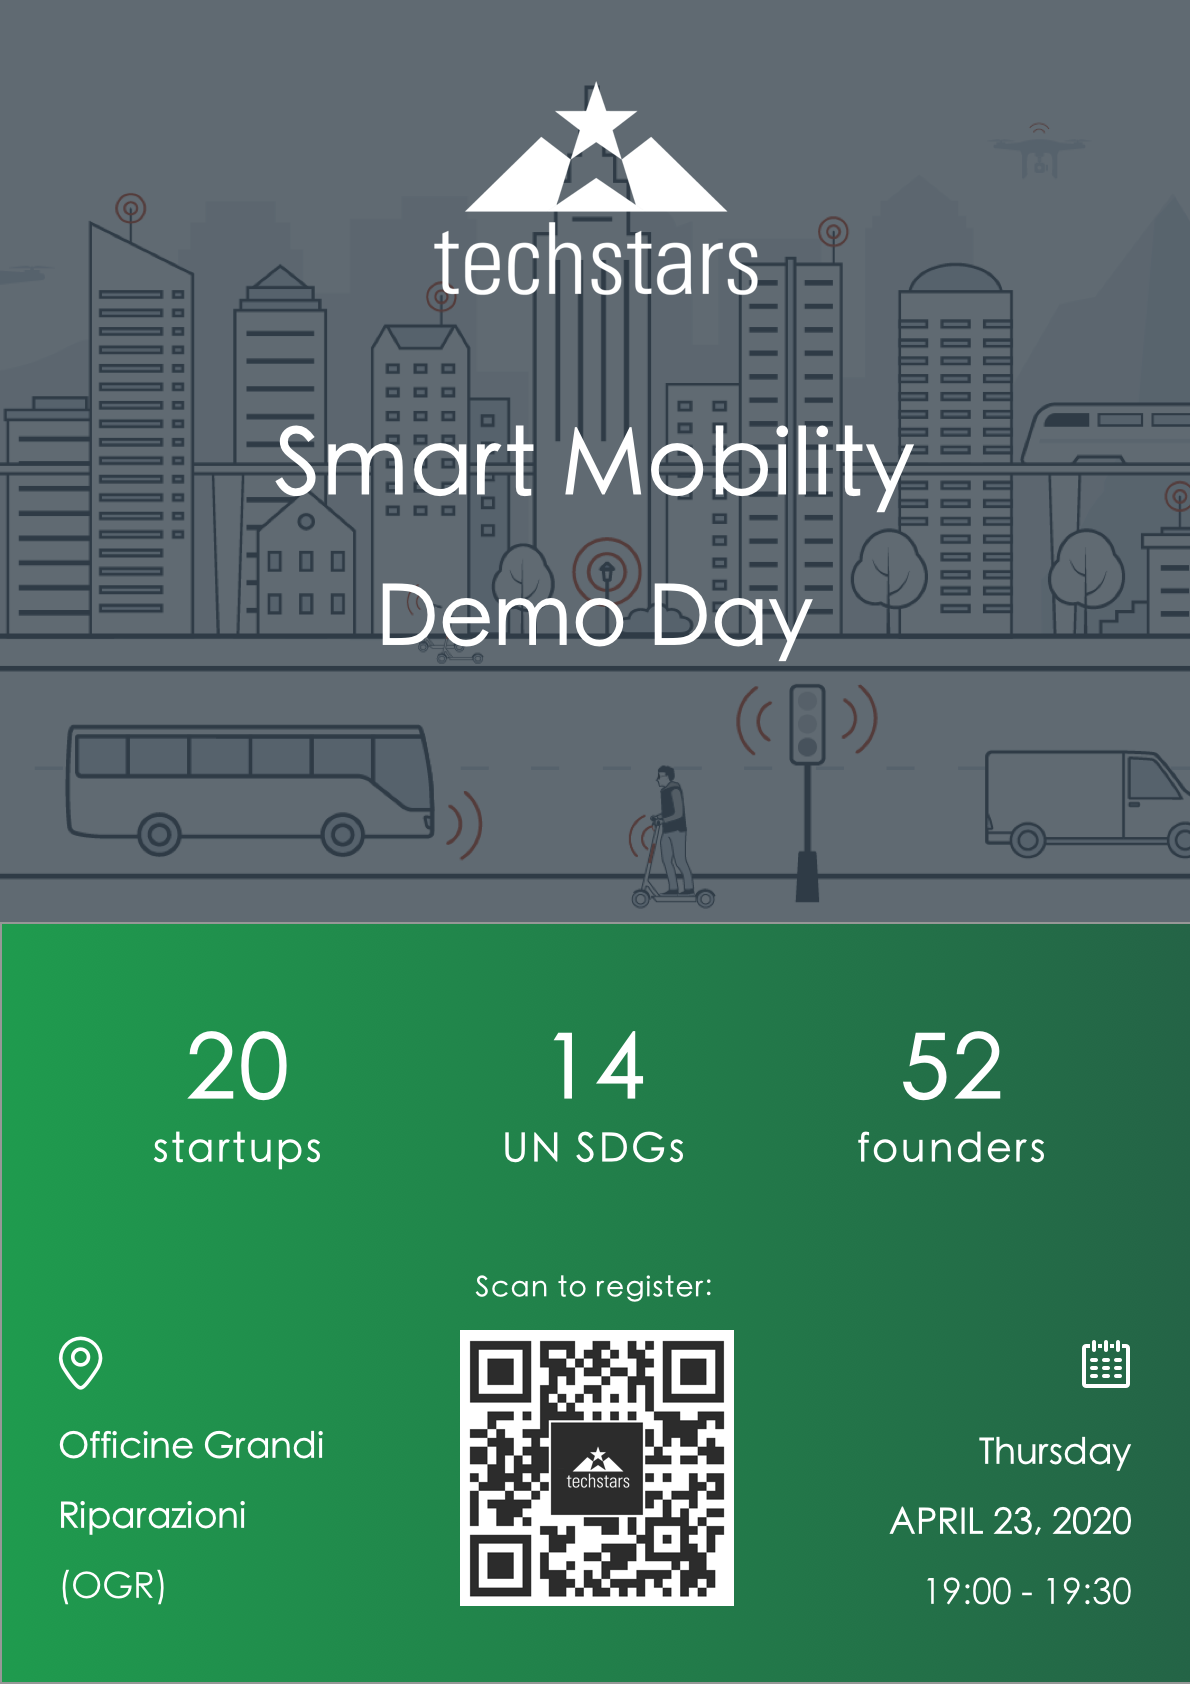 techstars
Smart Mobility
Demo Day
20
startups
14
UN SDGs
52
founders
Scan to register:
techstars
Officine Grandi
Riparazioni
(OGR)
Thursday
APRIL 23, 2020
19:00 - 19:30